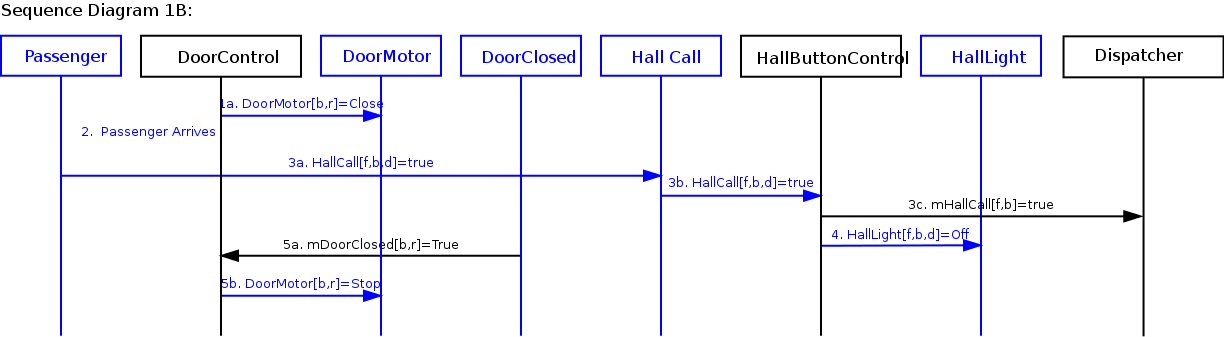 Sequence Diagram 1B:
Passenger
DoorControl
DoorMotor
DoorClosed
Hall Call
HallButtonControl
HallLight
Dispatcher
1a. DoorMotor[b,r]=Close
2.  Passenger Arrives
3a. HallCall[f,b,d]=true
3b. HallCall[f,b,d]=true
3c. mHallCall[f,b]=true
4. HallLight[f,b,d]=Off
5a. mDoorClosed[b,r]=True
5b. DoorMotor[b,r]=Stop